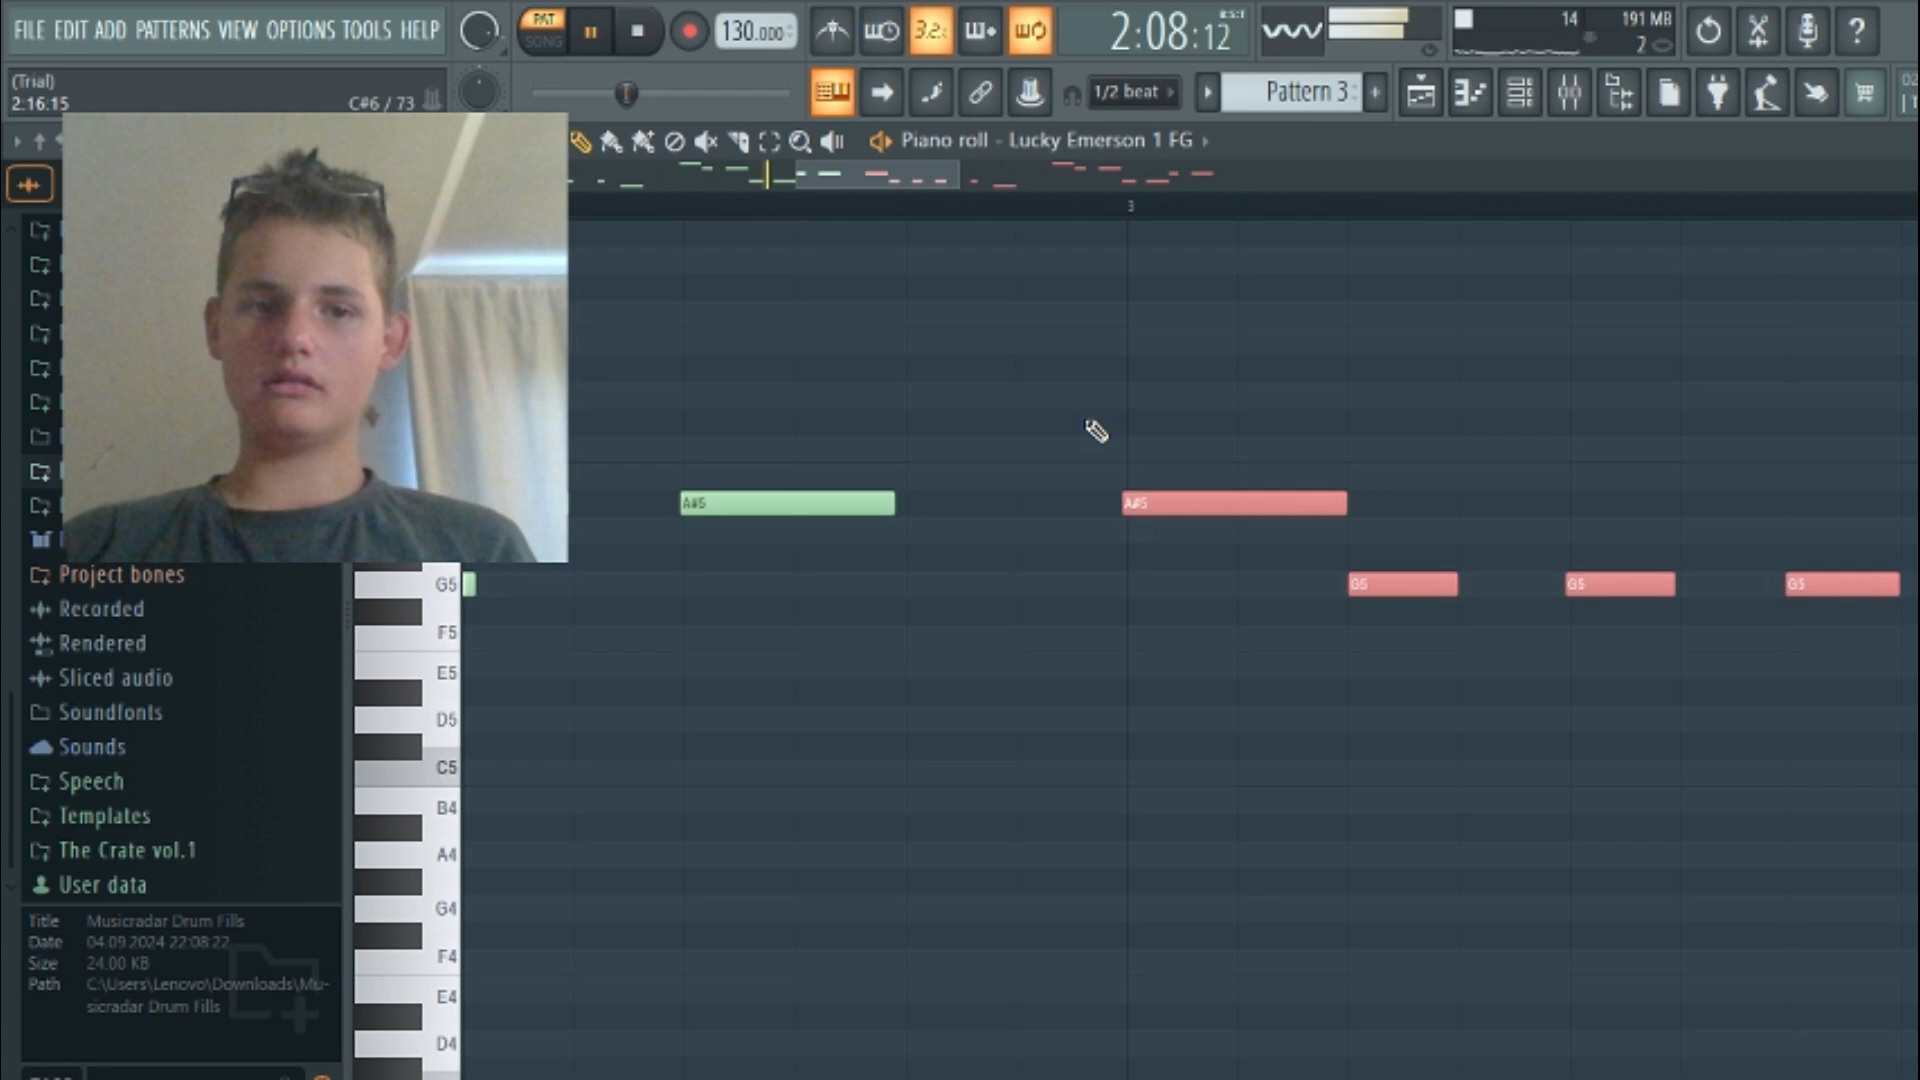 FILE EDIT ADD PATTERNS VIEW OPTIONS TOOLS HELP
PAT
SONG
130.000
3.2.
2:08:12
B:S:T
14
191 MB
2
?
(Trial)
2:16:15
C#6 / 73
1/2 beat
Pattern 3
+
Piano roll - Lucky Emerson 1 FG
3
A#5
A#5
G5
G5
G5
G5
F5
E5
D5
C5
B4
A4
G4
F4
E4
D4
Project bones
Recorded
Rendered
Sliced audio
Soundfonts
Sounds
Speech
Templates
The Crate vol.1
User data
Title Musicradar Drum Fills
Date 04.09.2024 22:08:22
Size 24.00 KB
Path C:\Users\Lenovo\Downloads\Mu-
sicradar Drum Fills